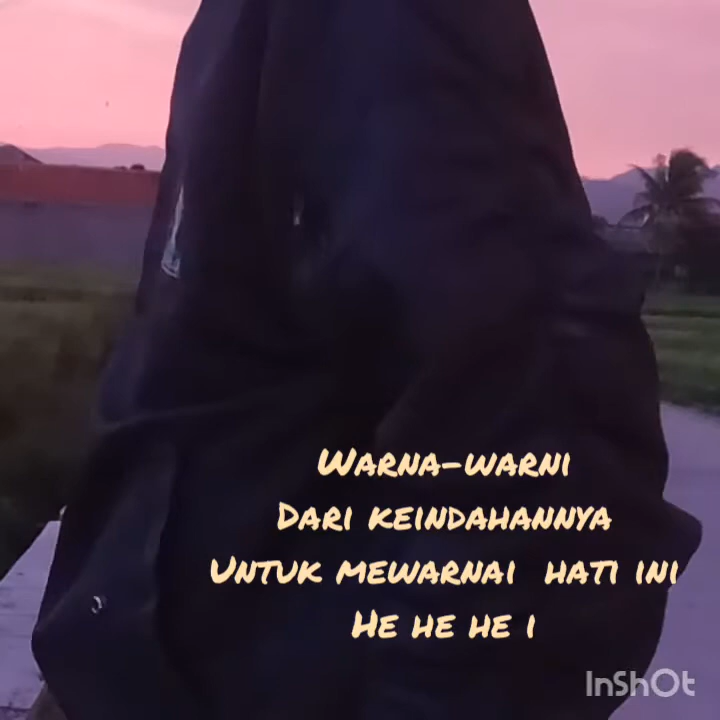 Warna-warni
Dari keindahannya
Untuk mewarnai hati ini
He he he i
InShOt